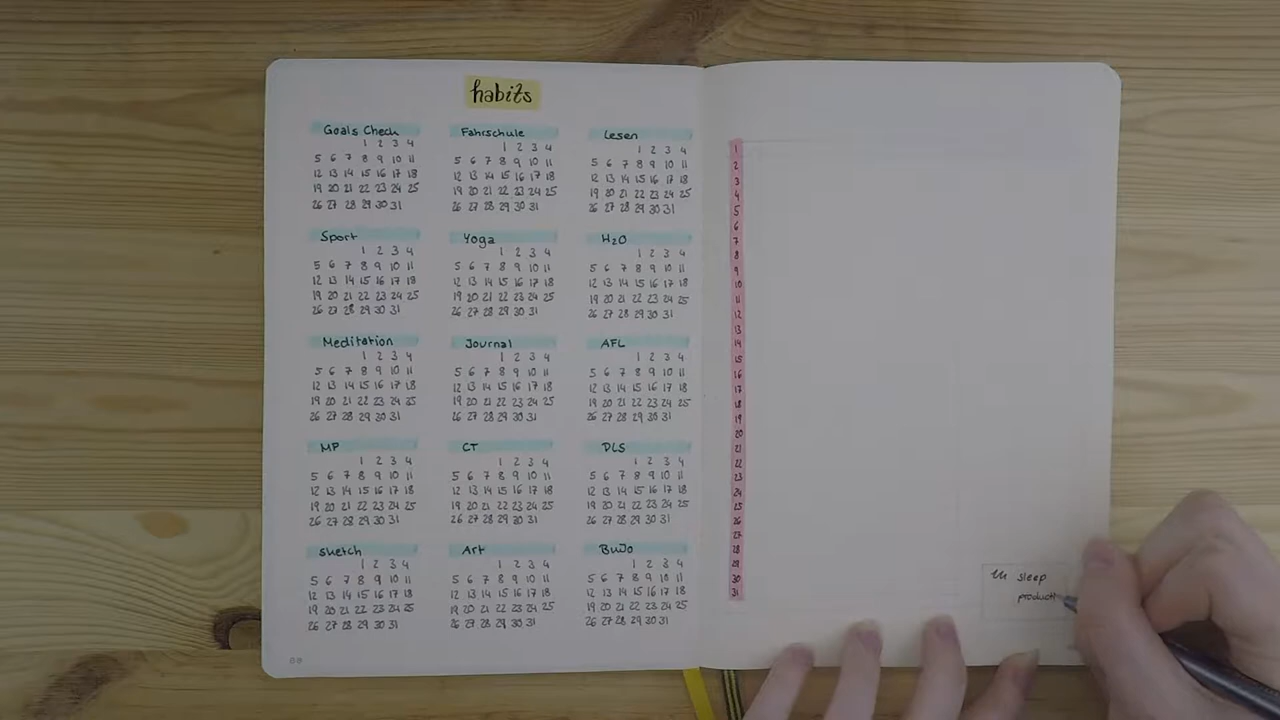 habits
Goals Check
1 2 3 4
5 6 7 8 9 10 11
12 13 14 15 16 17 18
19 20 21 22 23 24 25
26 27 28 29 30 31
Fahrschule
1 2 3 4
5 6 7 8 9 10 11
12 13 14 15 16 17 18
19 20 21 22 23 24 25
26 27 28 29 30 31
Lesen
1 2 3 4
5 6 7 8 9 10 11
12 13 14 15 16 17 18
19 20 21 22 23 24 25
26 27 28 29 30 31
Sport
1 2 3 4
5 6 7 8 9 10 11
12 13 14 15 16 17 18
19 20 21 22 23 24 25
26 27 28 29 30 31
Yoga
1 2 3 4
5 6 7 8 9 10 11
12 13 14 15 16 17 18
19 20 21 22 23 24 25
26 27 28 29 30 31
H2O
1 2 3 4
5 6 7 8 9 10 11
12 13 14 15 16 17 18
19 20 21 22 23 24 25
26 27 28 29 30 31
Meditation
1 2 3 4
5 6 7 8 9 10 11
12 13 14 15 16 17 18
19 20 21 22 23 24 25
26 27 28 29 30 31
Journal
1 2 3 4
5 6 7 8 9 10 11
12 13 14 15 16 17 18
19 20 21 22 23 24 25
26 27 28 29 30 31
AFL
1 2 3 4
5 6 7 8 9 10 11
12 13 14 15 16 17 18
19 20 21 22 23 24 25
26 27 28 29 30 31
MP
1 2 3 4
5 6 7 8 9 10 11
12 13 14 15 16 17 18
19 20 21 22 23 24 25
26 27 28 29 30 31
CT
1 2 3 4
5 6 7 8 9 10 11
12 13 14 15 16 17 18
19 20 21 22 23 24 25
26 27 28 29 30 31
DLS
1 2 3 4
5 6 7 8 9 10 11
12 13 14 15 16 17 18
19 20 21 22 23 24 25
26 27 28 29 30 31
Sketch
1 2 3 4
5 6 7 8 9 10 11
12 13 14 15 16 17 18
19 20 21 22 23 24 25
26 27 28 29 30 31
Art
1 2 3 4
5 6 7 8 9 10 11
12 13 14 15 16 17 18
19 20 21 22 23 24 25
26 27 28 29 30 31
BuJo
1 2 3 4
5 6 7 8 9 10 11
12 13 14 15 16 17 18
19 20 21 22 23 24 25
26 27 28 29 30 31
1
2
3
4
5
6
7
8
9
10
11
12
13
14
15
16
17
18
19
20
21
22
23
24
25
26
27
28
29
30
31
sleep
producti